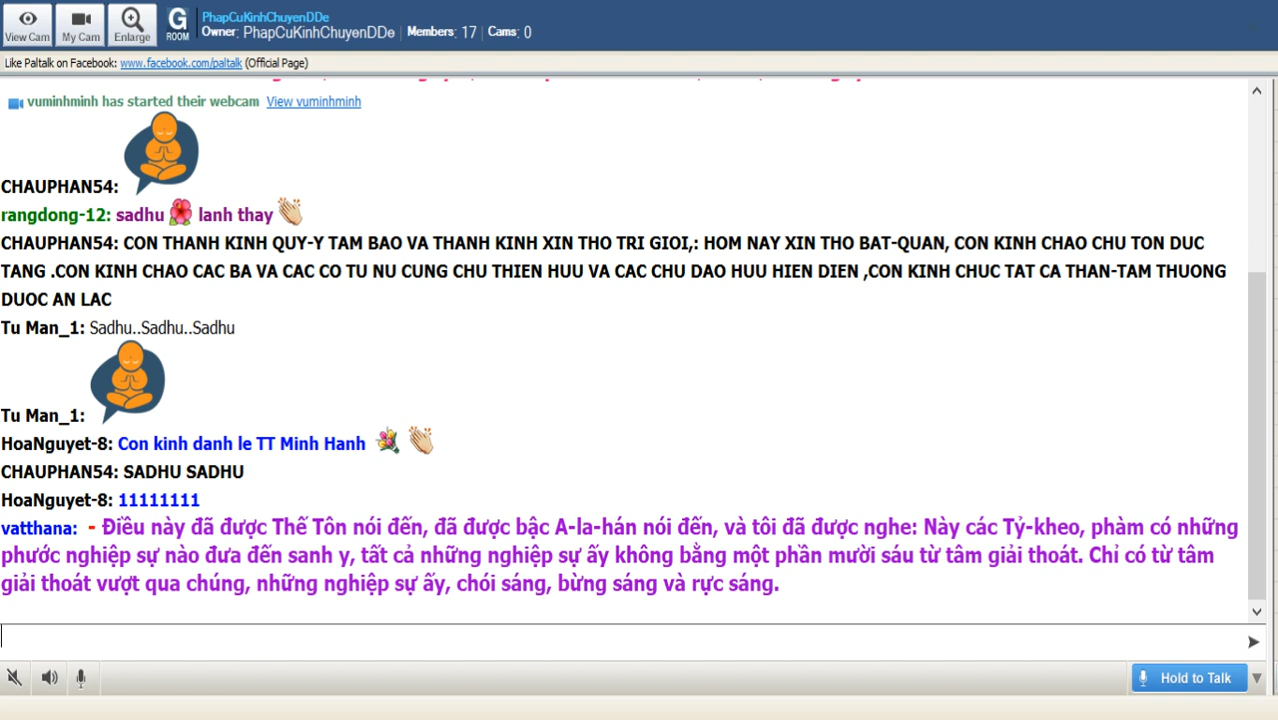 View Cam
My Cam
Enlarge
G
ROOM
PhapCuKinhChuyenDDe
Owner: PhapCuKinhChuyenDDe | Members: 17 | Cams: 0
Like Paltalk on Facebook: www.facebook.com/paltalk (Official Page)
vuminhminh has started their webcam View vuminhminh
CHAUPHAN54:
rangdong-12: sadhu lanh thay
CHAUPHAN54: CON THANH KINH QUY-Y TAM BAO VA THANH KINH XIN THO TRI GIOI,: HOM NAY XIN THO BAT-QUAN, CON KINH CHAO CHU TON DUC
TANG .CON KINH CHAO CAC BA VA CAC CO TU NU CUNG CHU THIEN HUU VA CAC CHU DAO HUU HIEN DIEN ,CON KINH CHUC TAT CA THAN-TAM THUONG
DUOC AN LAC
Tu Man_1: Sadhu..Sadhu..Sadhu
Tu Man_1:
HoaNguyet-8: Con kinh danh le TT Minh Hanh
CHAUPHAN54: SADHU SADHU
HoaNguyet-8: 11111111
vatthana: - Điều này đã được Thế Tôn nói đến, đã được bậc A-la-hán nói đến, và tôi đã được nghe: Này các Tỷ-kheo, phàm có những
phước nghiệp sự nào đưa đến sanh y, tất cả những nghiệp sự ấy không bằng một phần mười sáu từ tâm giải thoát. Chỉ có từ tâm
giải thoát vượt qua chúng, những nghiệp sự ấy, chói sáng, bừng sáng và rực sáng.
Hold to Talk